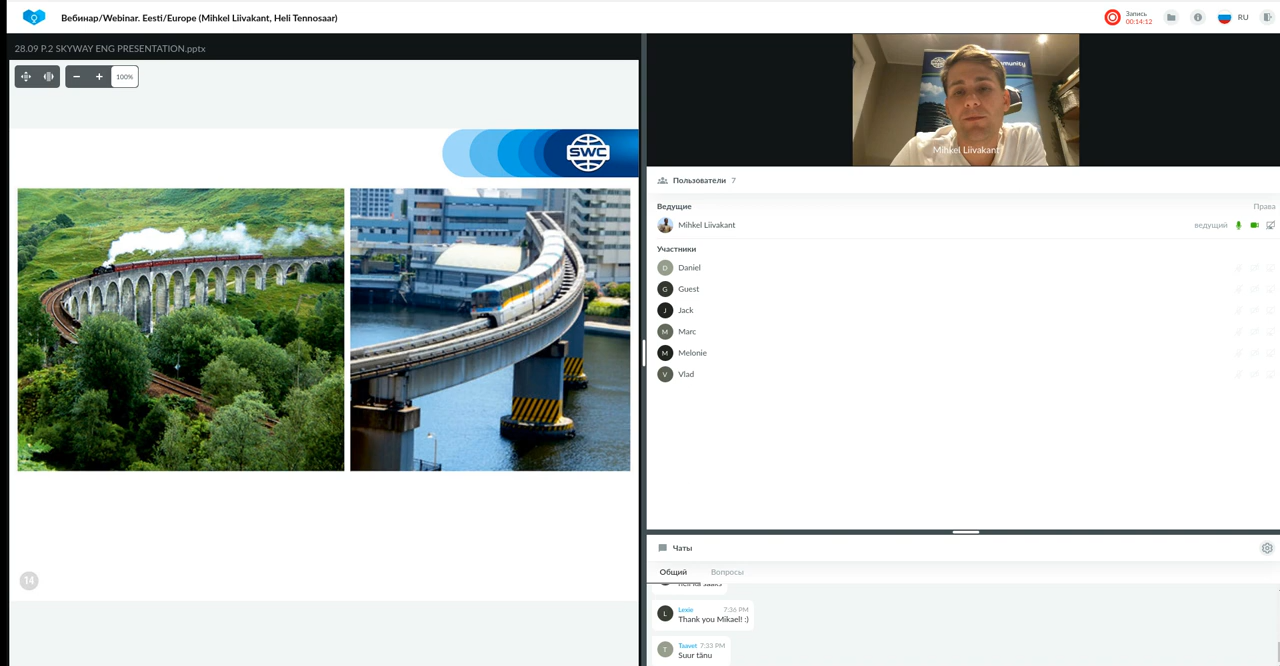 Вебинар/Webinar. Eesti/Europe (Mihkel Liivakant, Heli Tennosaar)
Запись
00:14:12
RU
28.09 P.2 SKYWAY ENG PRESENTATION.pptx
100%
SWC
14
Mihkel Liivakant
Пользователи 7
Ведущие
Права
Mihkel Liivakant
ведущий
Участники
D Daniel
G Guest
J Jack
M Marc
M Melonie
V Vlad
Чаты
Общий
Вопросы
L Lexie 7:36 PM
Thank you Mikael! :)
T Taavet 7:33 PM
Suur tänu